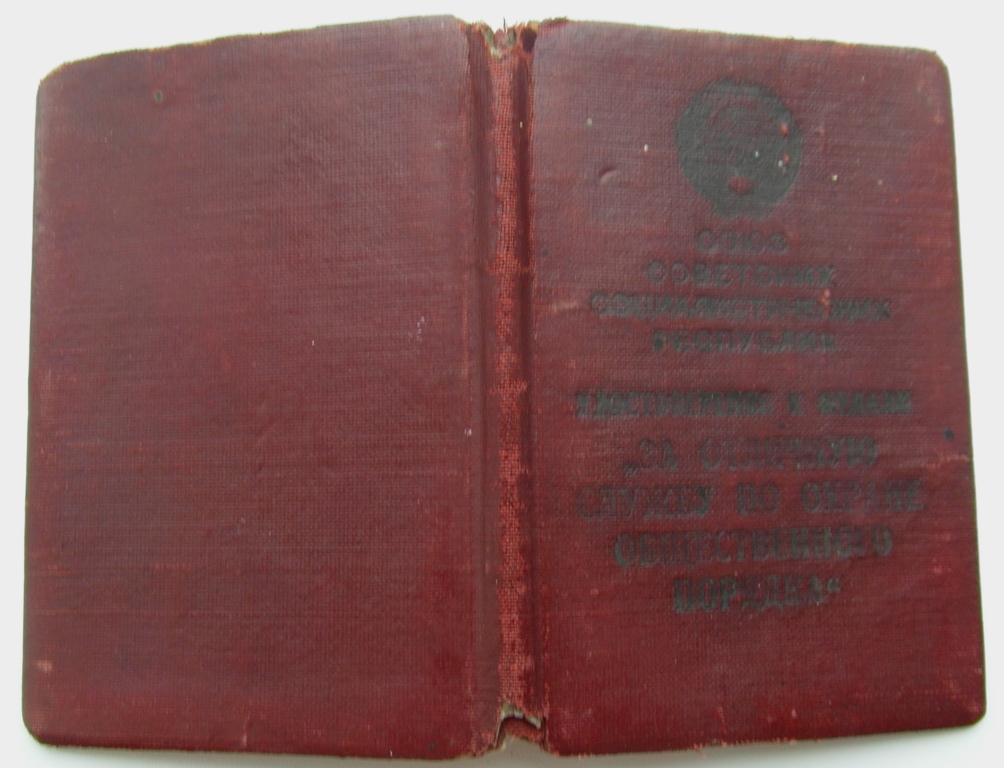 СОЮЗ
СОВЕТСКИХ
СОЦИАЛИСТИЧЕСКИХ
РЕСПУБЛИК
УДОСТОВЕРЕНИЕ К МЕДАЛИ
„ЗА ОТЛИЧНУЮ
СЛУЖБУ ПО ОХРАНЕ
ОБЩЕСТВЕННОГО
ПОРЯДКА“